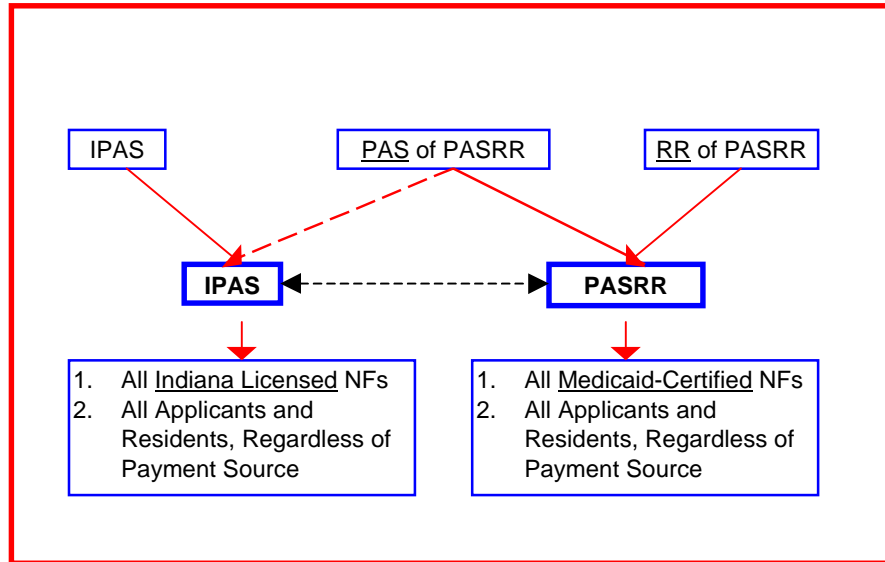 IPAS
PAS of PASRR
RR of PASRR
IPAS
PASRR
1. All Indiana Licensed NFs
2. All Applicants and
Residents, Regardless of
Payment Source
1. All Medicaid-Certified NFs
2. All Applicants and
Residents, Regardless of
Payment Source